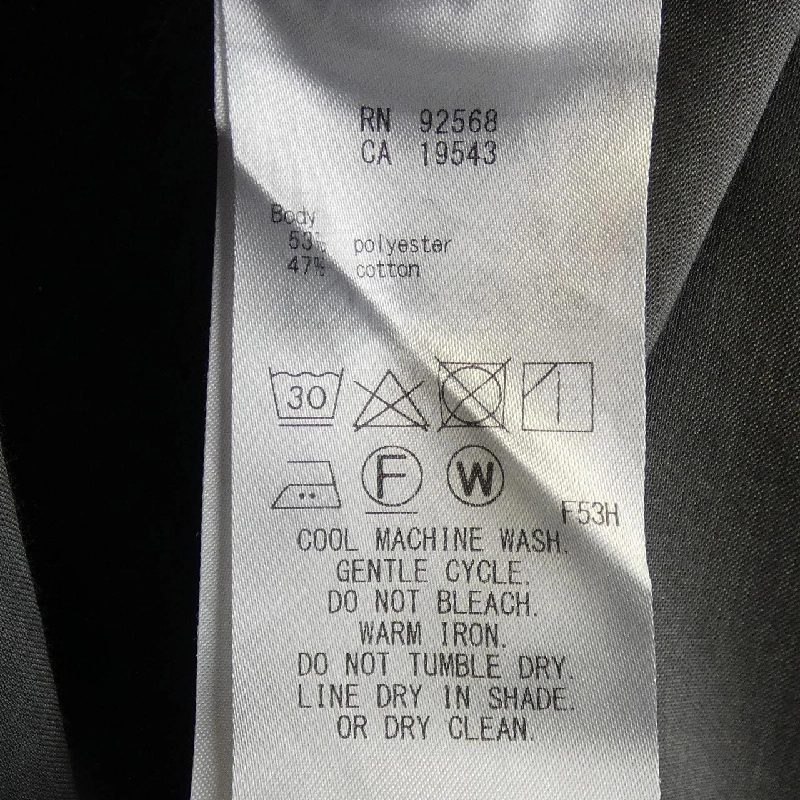 RN 92568
CA 19543
Body
53% polyester
47% cotton
30
F W
F53H
COOL MACHINE WASH.
GENTLE CYCLE.
DO NOT BLEACH.
WARM IRON.
DO NOT TUMBLE DRY.
LINE DRY IN SHADE.
OR DRY CLEAN.